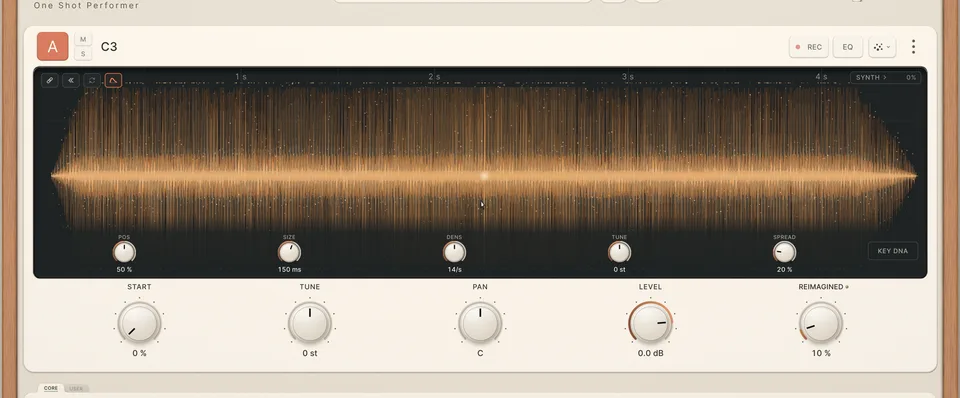 One Shot Performer
A
M
S
C3
REC
EQ
1 s
2 s
3 s
4 s
SYNTH
0%
POS
SIZE
DENS
TUNE
SPREAD
50 %
150 ms
14/s
0 st
20 %
KEY DNA
START
TUNE
PAN
LEVEL
REIMAGINED
0 %
0 st
C
0.0 dB
10 %
CORE
USER